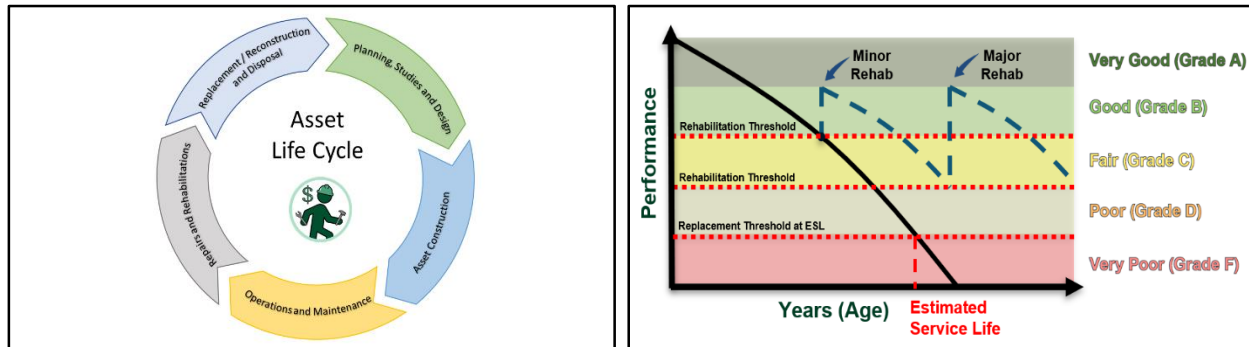 Asset
Life Cycle
$
Planning, Studies and Design
Asset Construction
Operations and Maintenance
Repairs and Rehabilitations
Replacement / Reconstruction
and Disposal
Performance
Minor
Rehab
Major
Rehab
Rehabilitation Threshold
Rehabilitation Threshold
Replacement Threshold at ESL
Years (Age)
Estimated
Service Life
Very Good (Grade A)
Good (Grade B)
Fair (Grade C)
Poor (Grade D)
Very Poor (Grade F)